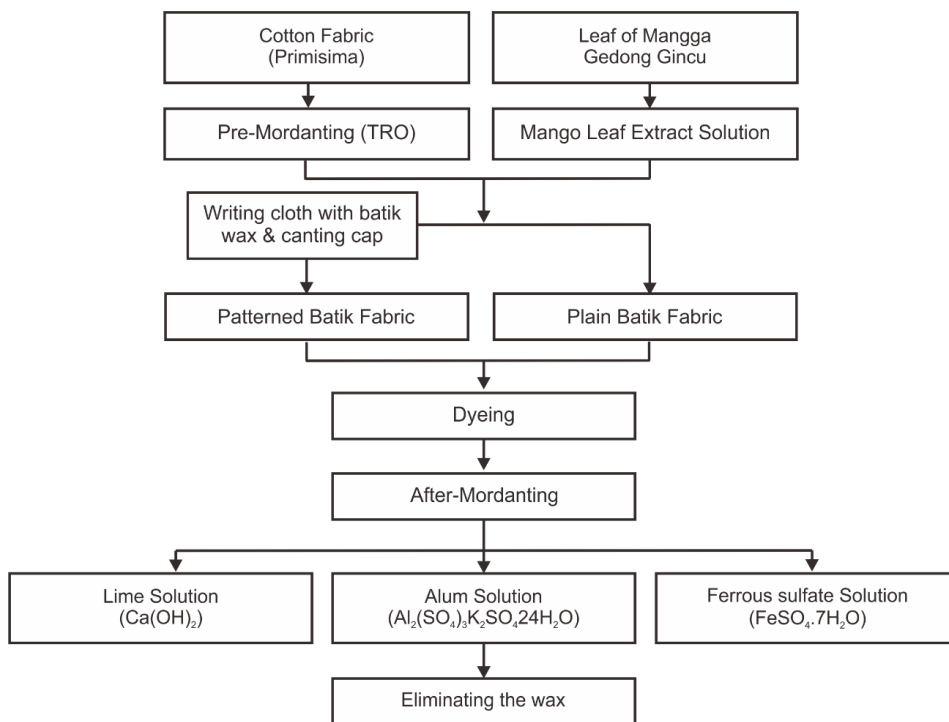 Cotton Fabric
(Primisima)
Leaf of Mangga
Gedong Gincu
Pre-Mordanting (TRO)
Mango Leaf Extract Solution
Writing cloth with batik
wax & canting cap
Patterned Batik Fabric
Plain Batik Fabric
Dyeing
After-Mordanting
Lime Solution
(Ca(OH)₂)
Alum Solution
(Al₂(SO₄)₃K₂SO₄24H₂O)
Ferrous sulfate Solution
(FeSO₄.7H₂O)
Eliminating the wax